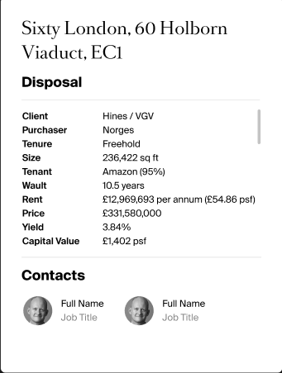 Sixty London, 60 Holborn
Viaduct, EC1
Disposal
Client Hines / VGV
Purchaser Norges
Tenure Freehold
Size 236,422 sq ft
Tenant Amazon (95%)
Wault 10.5 years
Rent £12,969,693 per annum (£54.86 psf)
Price £331,580,000
Yield 3.84%
Capital Value £1,402 psf
Contacts
Full Name Full Name
Job Title Job Title